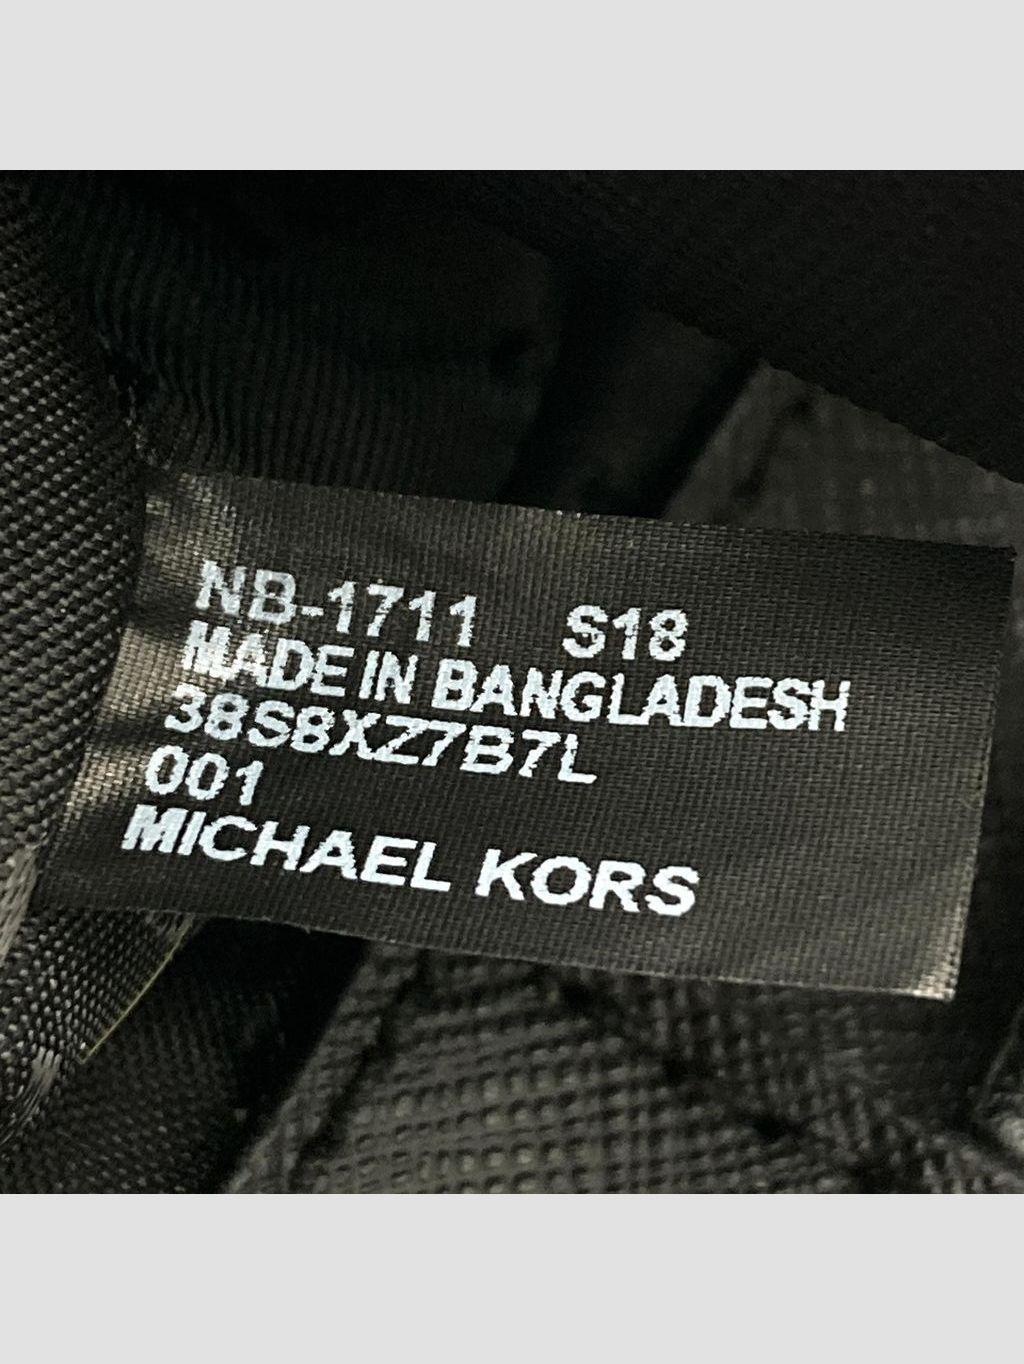 NB-1711 S18
MADE IN BANGLADESH
38S8XZ7B7L
001
MICHAEL KORS